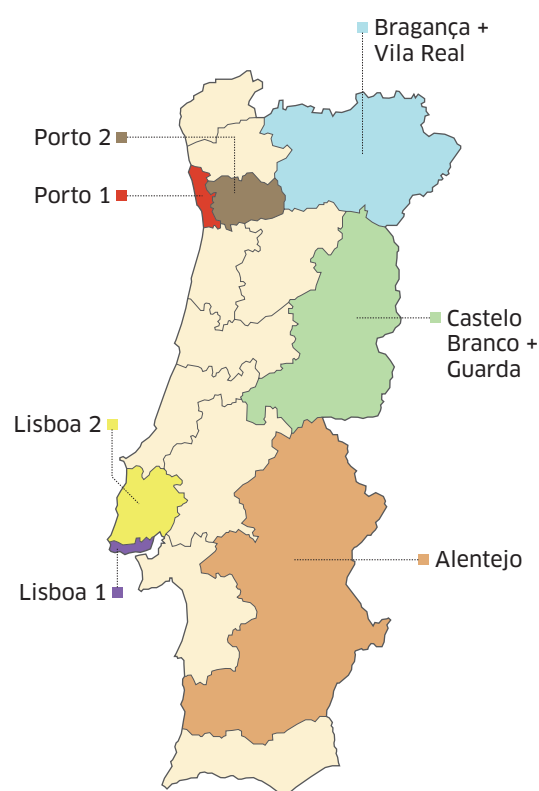 Bragança +
Vila Real
Porto 2
Porto 1
Castelo
Branco +
Guarda
Lisboa 2
Alentejo
Lisboa 1